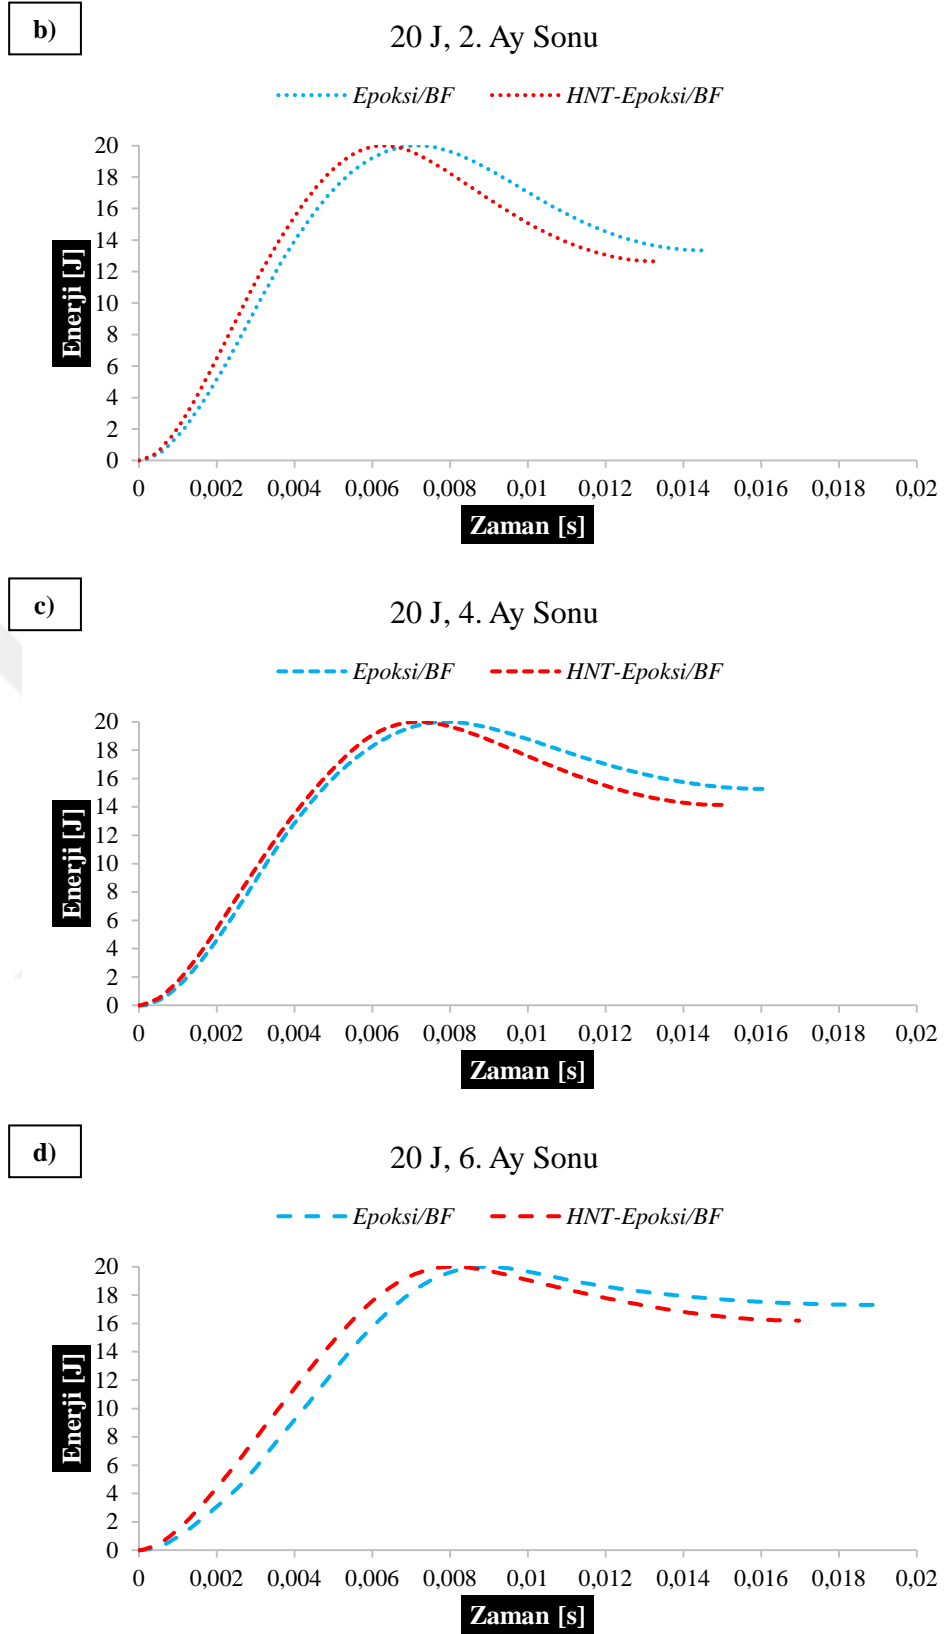 b)
20 J, 2. Ay Sonu
Epoksi/BF HNT-Epoksi/BF
20
18
16
14
12
10
8
6
4
2
0
Enerji [J]
0 0,002 0,004 0,006 0,008 0,01 0,012 0,014 0,016 0,018 0,02
Zaman [s]
c)
20 J, 4. Ay Sonu
Epoksi/BF HNT-Epoksi/BF
20
18
16
14
12
10
8
6
4
2
0
Enerji [J]
0 0,002 0,004 0,006 0,008 0,01 0,012 0,014 0,016 0,018 0,02
Zaman [s]
d)
20 J, 6. Ay Sonu
Epoksi/BF HNT-Epoksi/BF
20
18
16
14
12
10
8
6
4
2
0
Enerji [J]
0 0,002 0,004 0,006 0,008 0,01 0,012 0,014 0,016 0,018 0,02
Zaman [s]